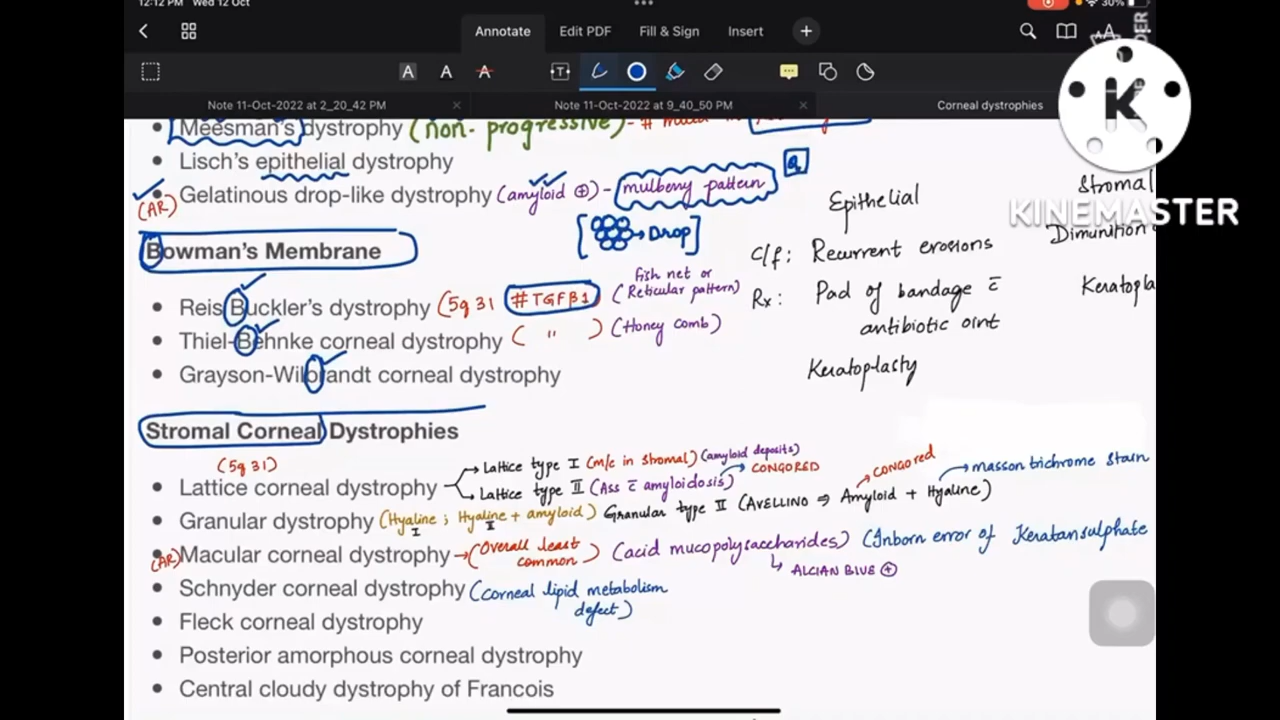 12:12 PM Wed 12 Oct
30%
Annotate Edit PDF Fill & Sign Insert
Note 11-Oct-2022 at 2_20_42 PM
Note 11-Oct-2022 at 9_40_50 PM
Corneal dystrophies
K
KINEMASTER
Meesman's dystrophy (non-progressive) - #
Lisch's epithelial dystrophy
(AR) Gelatinous drop-like dystrophy (amyloid ⊕) - mulberry pattern Q
[ → Drop]
Bowman's Membrane
Reis Buckler's dystrophy (5q31 #TGFB1) (fish net or Reticular pattern)
Thiel-Behnke corneal dystrophy ( " ) (Honey comb)
Grayson-Wilbrandt corneal dystrophy
Epithelial
C/f: Recurrent erosions
Rx: Pad of bandage c̄
antibiotic oint
Keratoplasty
Stromal
Dimunition
Keratopla
Stromal Corneal Dystrophies
(5q31)
Lattice corneal dystrophy
Lattice type I (m/c in stromal) (amyloid deposits)
Lattice type II (Ass c̄ amyloidosis) → CONGORED
Granular dystrophy (Hyaline ; Hyaline + amyloid) Granular type II (AVELLINO ⇒ Amyloid + Hyaline)
I II
CONGORED
masson trichrome stain
(AR) Macular corneal dystrophy → (Overall least common) (acid mucopolysaccharides) (Inborn error of Keratansulphate
↳ ALCIAN BLUE ⊕
Schnyder corneal dystrophy (corneal lipid metabolism defect)
Fleck corneal dystrophy
Posterior amorphous corneal dystrophy
Central cloudy dystrophy of Francois